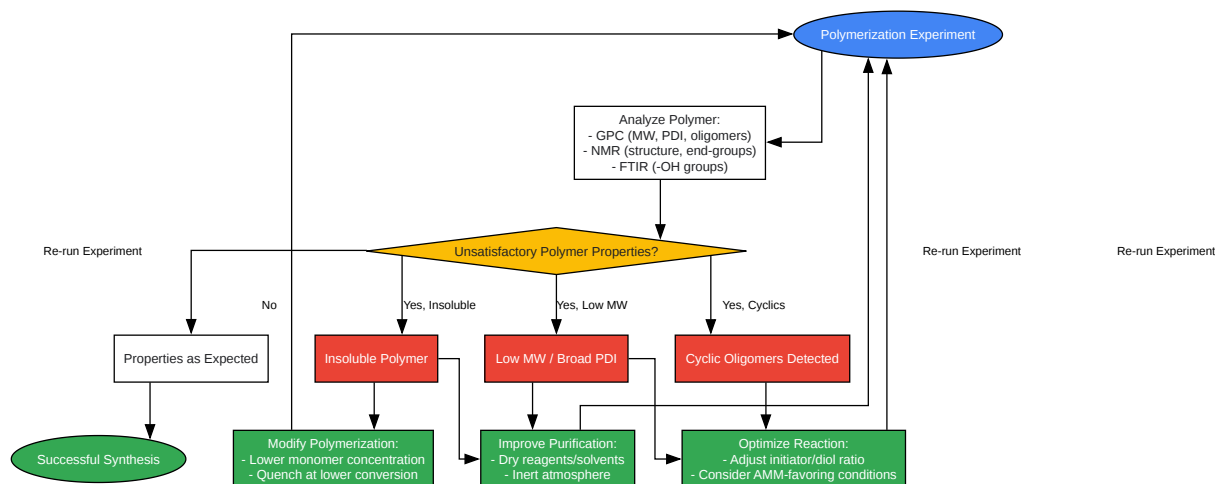 Polymerization Experiment
Analyze Polymer:
- GPC (MW, PDI, oligomers)
- NMR (structure, end-groups)
- FTIR (-OH groups)
Re-run Experiment
Unsatisfactory Polymer Properties?
Re-run Experiment
Re-run Experiment
No
Yes, Insoluble
Yes, Low MW
Yes, Cyclics
Properties as Expected
Insoluble Polymer
Low MW / Broad PDI
Cyclic Oligomers Detected
Successful Synthesis
Modify Polymerization:
- Lower monomer concentration
- Quench at lower conversion
Improve Purification:
- Dry reagents/solvents
- Inert atmosphere
Optimize Reaction:
- Adjust initiator/diol ratio
- Consider AMM-favoring conditions